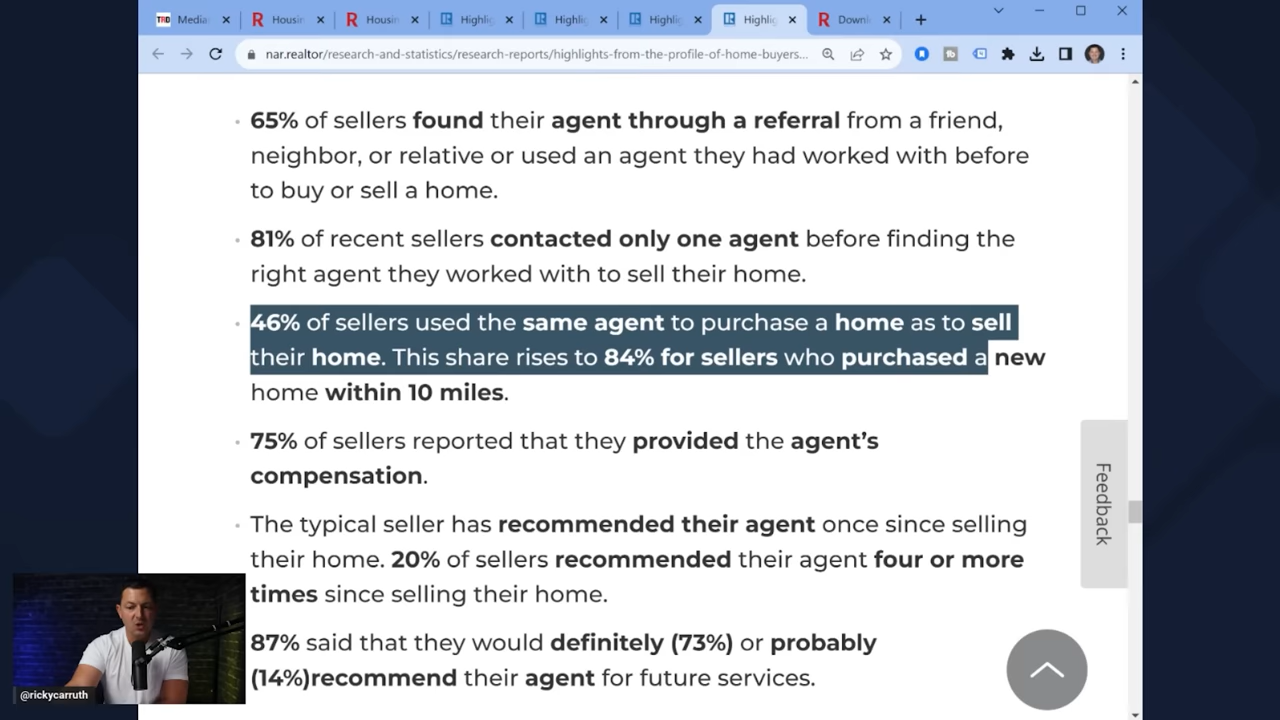 Media
Housin
Housin
Highlig
Highlig
Highlig
Highlig
Downl
nar.realtor/research-and-statistics/research-reports/highlights-from-the-profile-of-home-buyers...
65% of sellers found their agent through a referral from a friend,
neighbor, or relative or used an agent they had worked with before
to buy or sell a home.
81% of recent sellers contacted only one agent before finding the
right agent they worked with to sell their home.
46% of sellers used the same agent to purchase a home as to sell
their home. This share rises to 84% for sellers who purchased a new
home within 10 miles.
75% of sellers reported that they provided the agent’s
compensation.
The typical seller has recommended their agent once since selling
their home. 20% of sellers recommended their agent four or more
times since selling their home.
87% said that they would definitely (73%) or probably
(14%)recommend their agent for future services.
Feedback
@rickycarruth